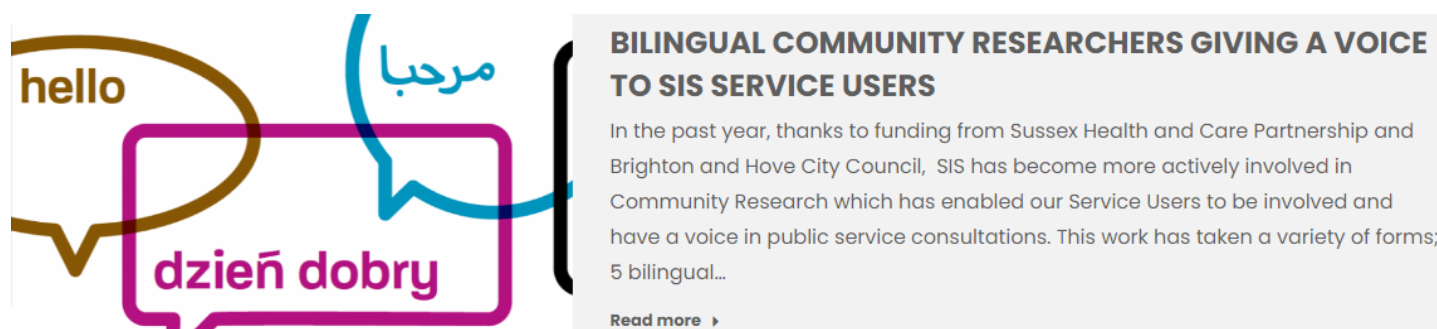 hello
مرحبا
dzień dobry
BILINGUAL COMMUNITY RESEARCHERS GIVING A VOICE
TO SIS SERVICE USERS
In the past year, thanks to funding from Sussex Health and Care Partnership and
Brighton and Hove City Council,  SIS has become more actively involved in
Community Research which has enabled our Service Users to be involved and
have a voice in public service consultations. This work has taken a variety of forms;
5 bilingual...
Read more